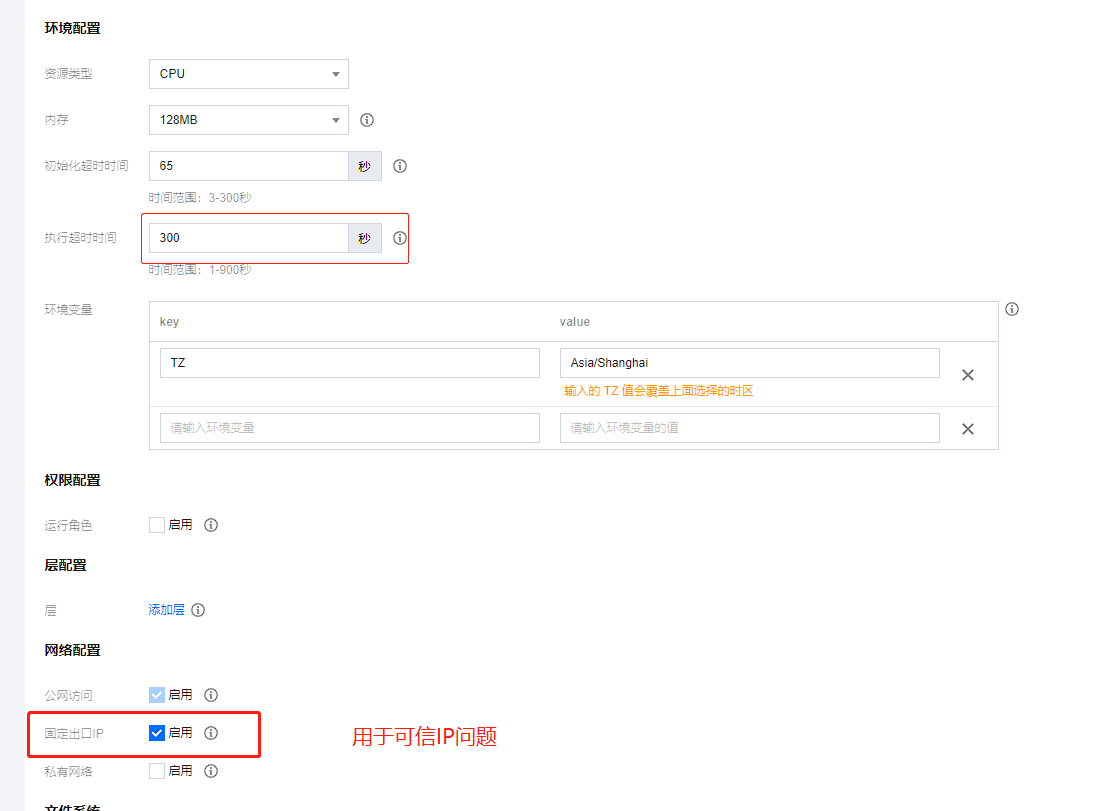 环境配置
资源类型 CPU
内存 128MB
初始化超时时间 65 秒
时间范围：3-300秒
执行超时时间 300 秒
时间范围：1-900秒
环境变量
key value
TZ Asia/Shanghai
输入的 TZ 值会覆盖上面选择的时区
请输入环境变量 请输入环境变量的值
权限配置
运行角色 启用
层配置
层 添加层
网络配置
公网访问 启用
固定出口IP 启用 用于可信IP问题
私有网络 启用
文件系统